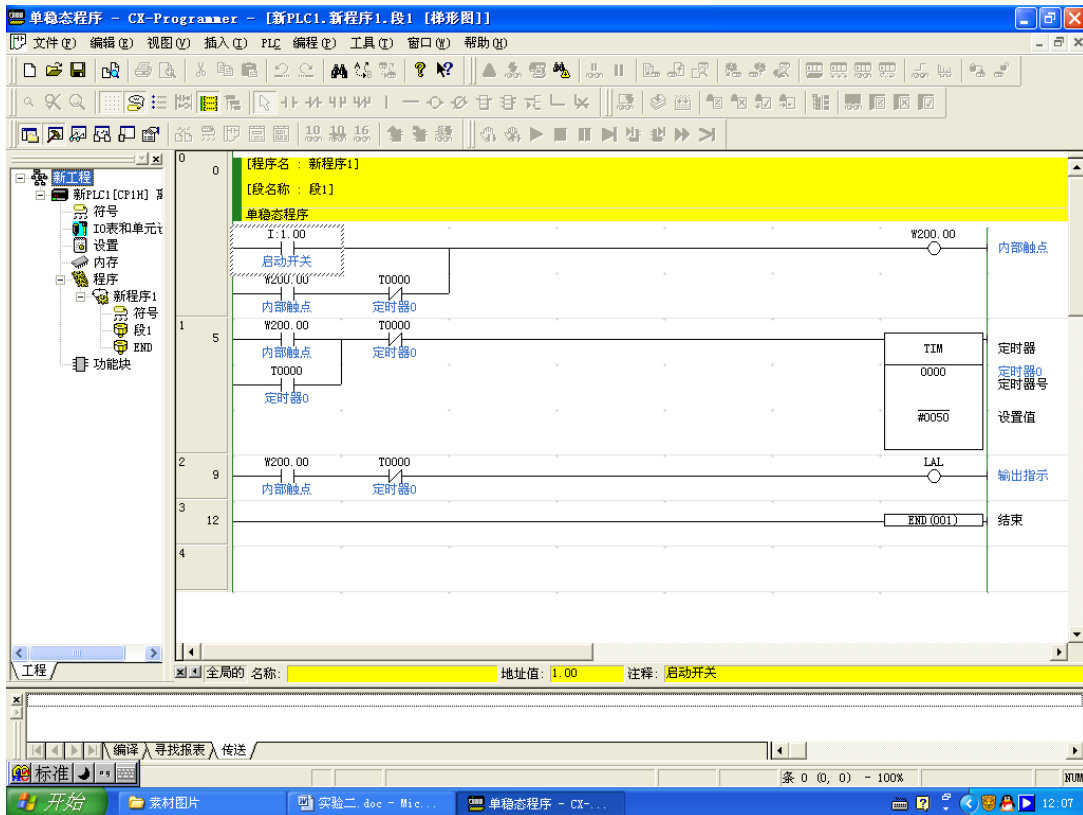 单稳态程序 - CX-Programmer - [新PLC1.新程序1.段1 [梯形图]]
文件(F) 编辑(E) 视图(V) 插入(I) PLC 编程(P) 工具(T) 窗口(W) 帮助(H)
10 10 16
新工程
新PLC1[CP1H] 离
符号
IO表和单元设
设置
内存
程序
新程序1
符号
段1
END
功能块
工程
0
0
[程序名 : 新程序1]
[段名称 : 段1]
单稳态程序
I:1.00
启动开关
W200.00
内部触点
W200.00
内部触点
T0000
定时器0
1
5
W200.00
内部触点
T0000
定时器0
T0000
定时器0
TIM
定时器
0000
定时器0
定时器号
#0050
设置值
2
9
W200.00
内部触点
T0000
定时器0
LAL
输出指示
3
12
END(001)
结束
4
全局的 名称: 地址值: 1.00 注释: 启动开关
编译 寻找报表 传送
标准
条 0 (0, 0) - 100% NUM
开始 素材图片 实验二.doc - Mic... 单稳态程序 - CX-... 12:07